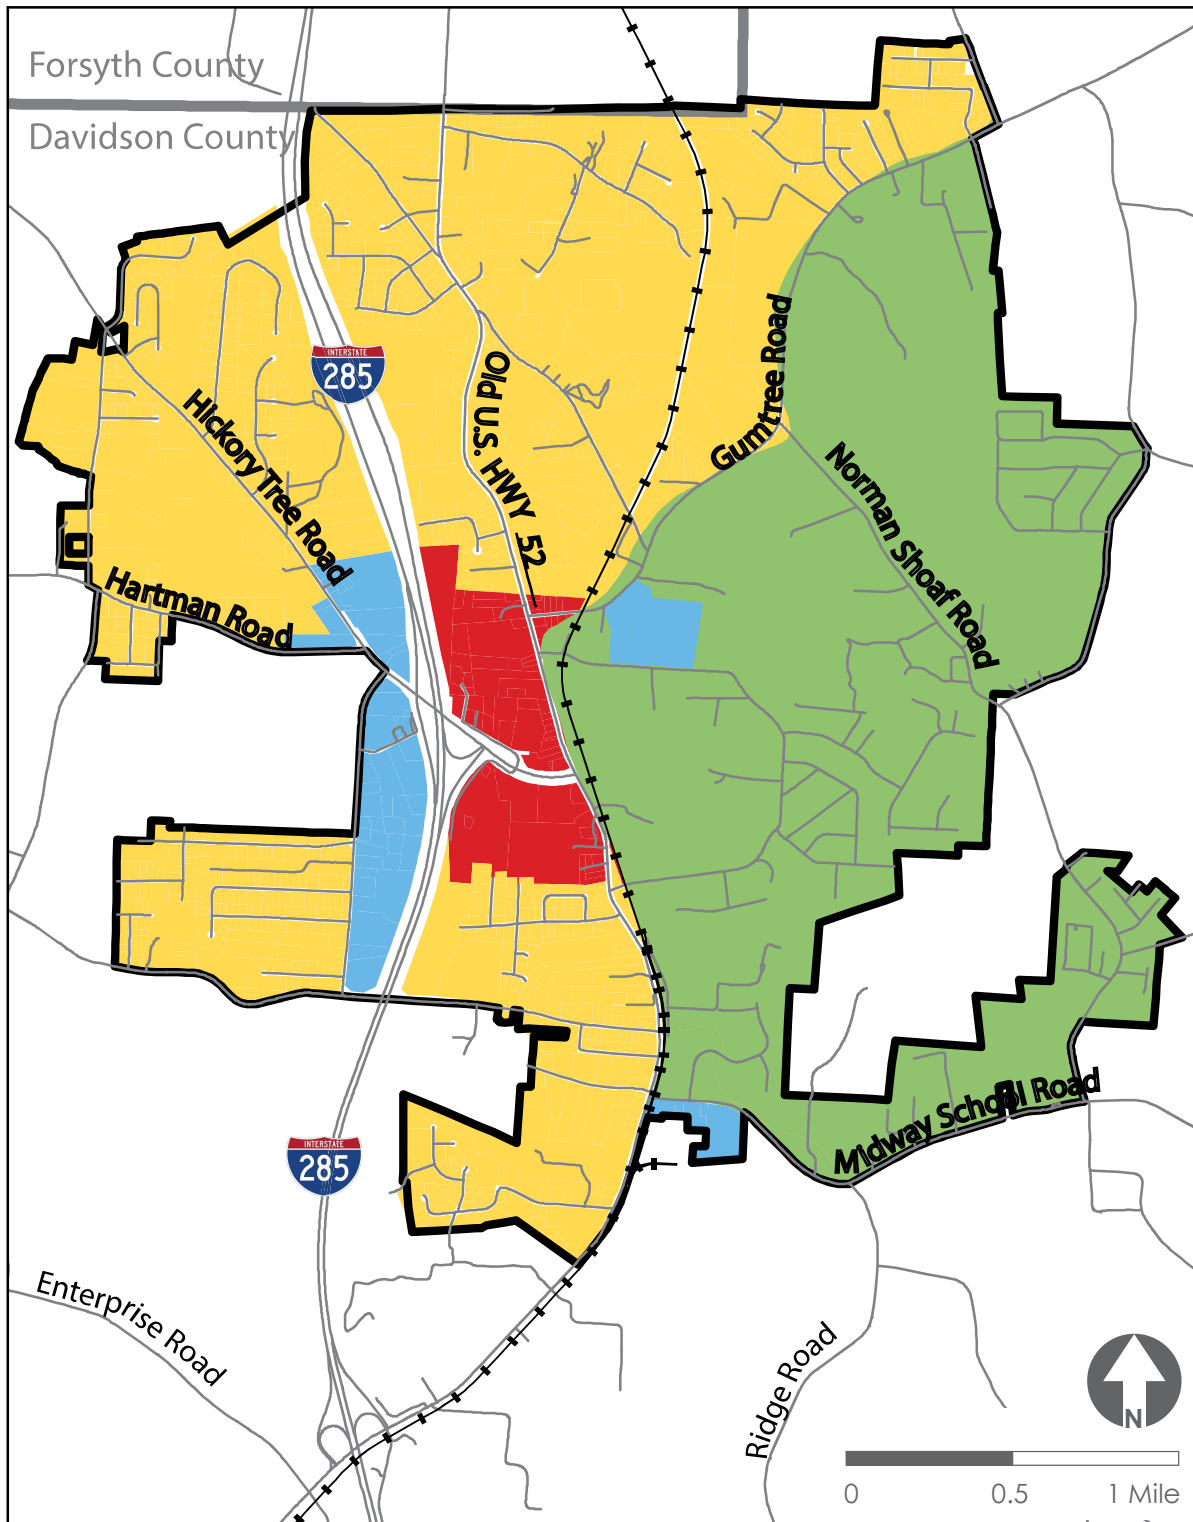 Forsyth County
Davidson County
INTERSTATE
285
Old U.S. HWY 52
Gumtree Road
Hickory Tree Road
Norman Shoaf Road
Hartman Road
Midway School Road
INTERSTATE
285
Enterprise Road
Ridge Road
N
0 0.5 1 Mile